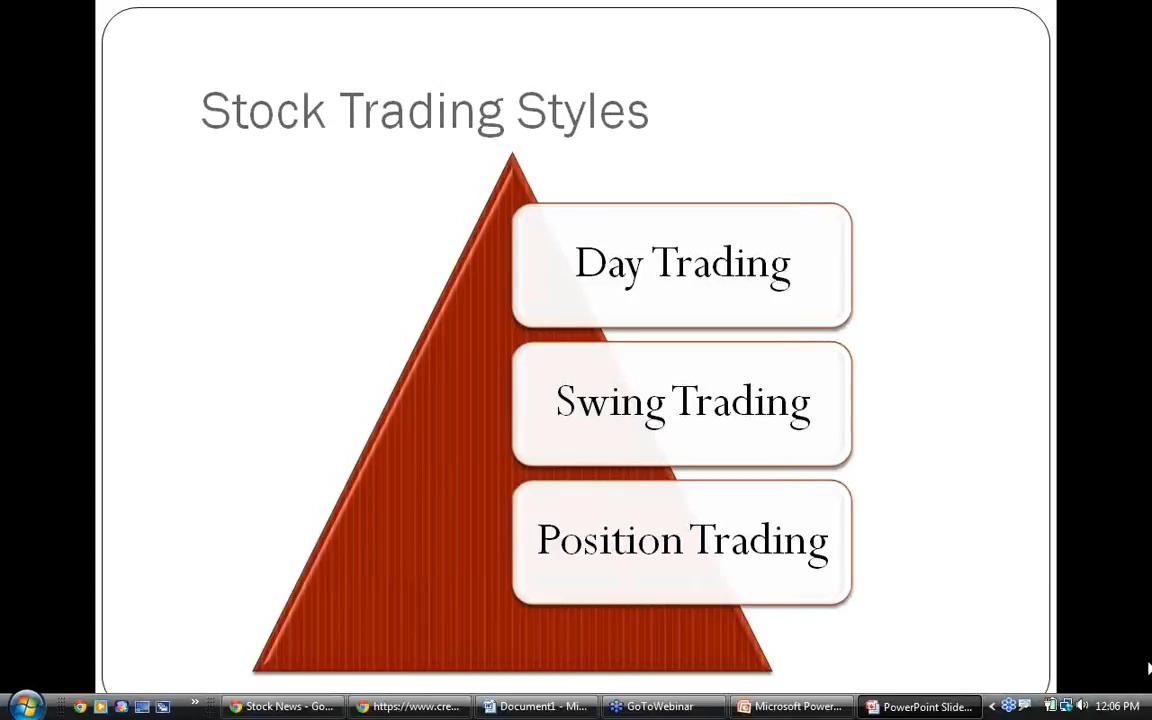 Stock Trading Styles
Day Trading
Swing Trading
Position Trading
Stock News - Go...
https://www.cre...
Document1 - Mi...
GoToWebinar
Microsoft Power...
PowerPoint Slide...
12:06 PM